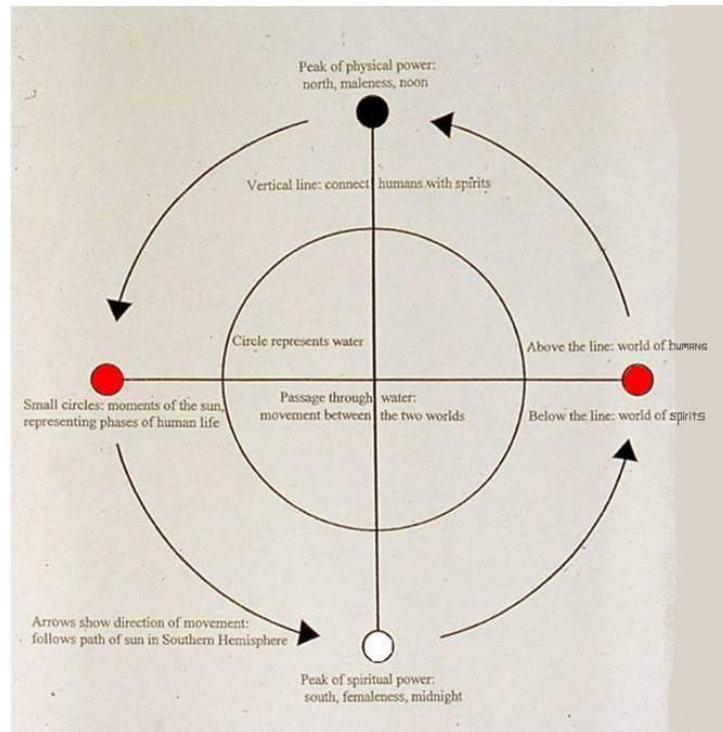 Peak of physical power:
north, maleness, noon
Vertical line: connect humans with spirits
Circle represents water
Above the line: world of humans
Small circles: moments of the sun,
representing phases of human life
Passage through water:
movement between the two worlds
Below the line: world of spirits
Arrows show direction of movement:
follows path of sun in Southern Hemisphere
Peak of spiritual power:
south, femaleness, midnight